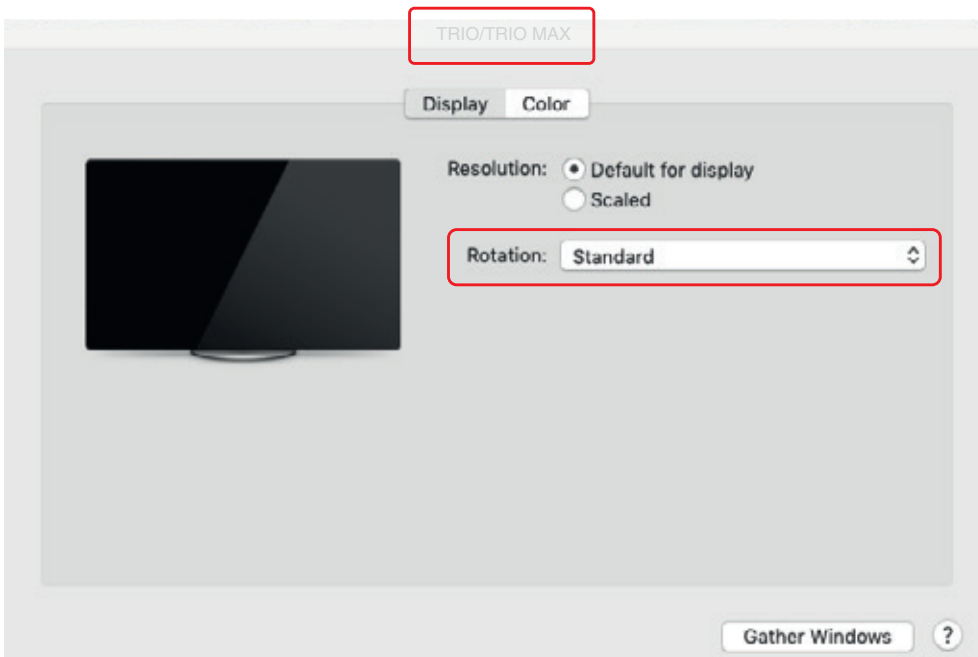 TRIO/TRIO MAX
Display Color
Resolution: Default for display
Scaled
Rotation: Standard
Gather Windows ?